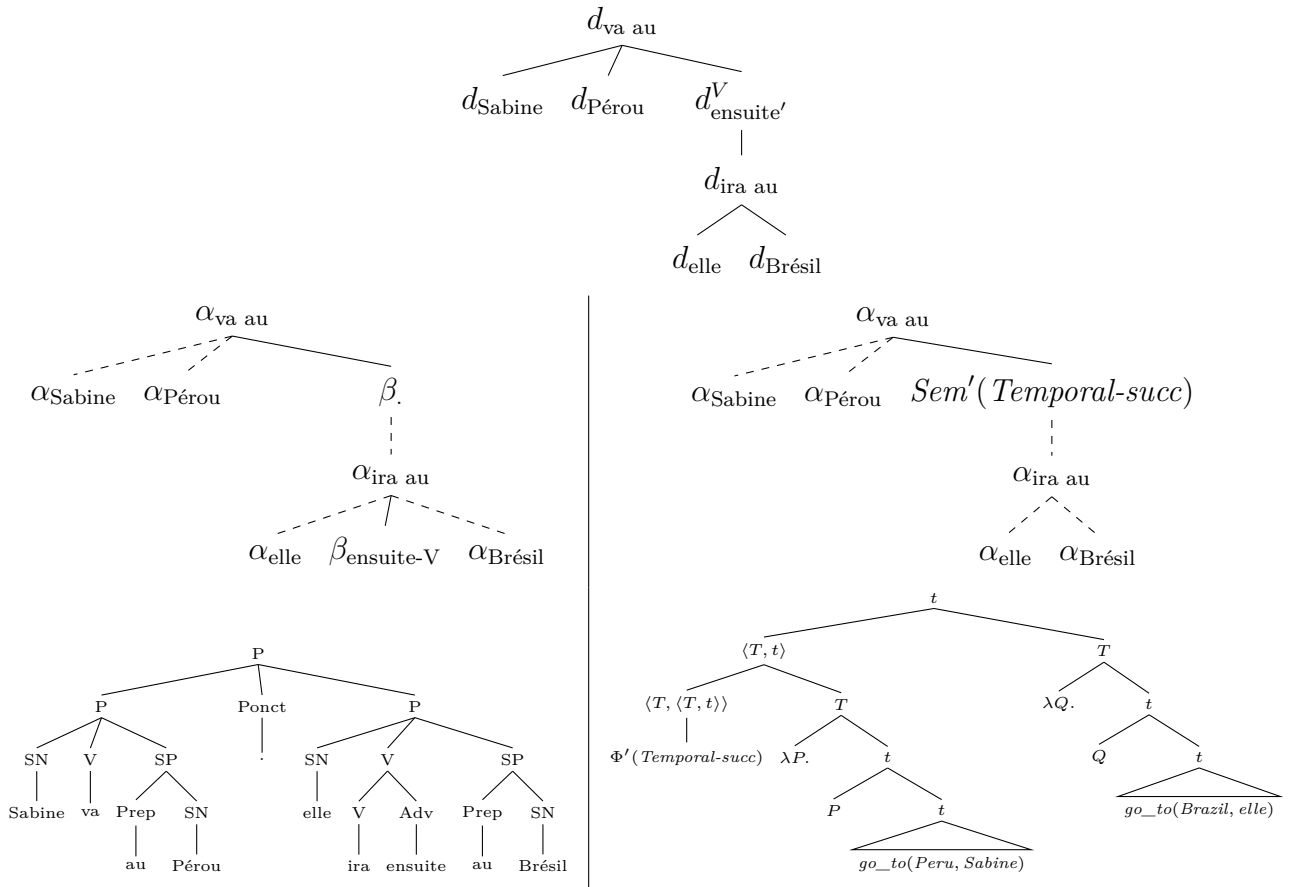 d_va au
d_Sabine d_Pérou d^V_ensuite′
d_ira au
d_elle d_Brésil
α_va au
α_Sabine α_Pérou β_.
α_ira au
α_elle β_ensuite-V α_Brésil
α_va au
α_Sabine α_Pérou Sem′(Temporal-succ)
α_ira au
α_elle α_Brésil
P
P Ponct P
SN V SP . SN V SP
Sabine va Prep SN elle V Adv Prep SN
au Pérou ira ensuite au Brésil
t
⟨T, t⟩ T
⟨T, ⟨T, t⟩⟩ T λQ. t
Φ′(Temporal-succ) λP. t Q t
P t go_to(Brazil, elle)
go_to(Peru, Sabine)